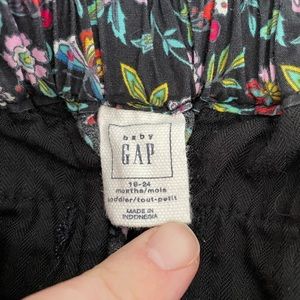 baby
GAP
18-24
months/mois
toddler/tout-petit
MADE IN
INDONESIA